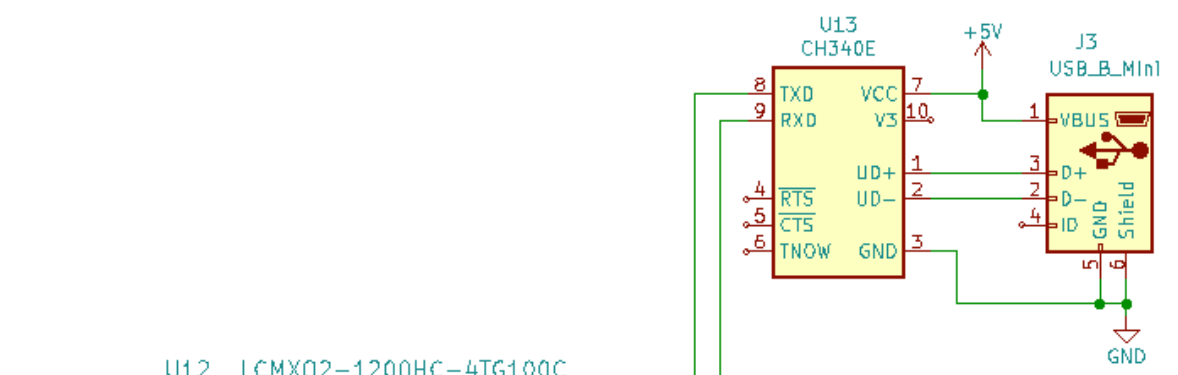 U13
CH340E
+5V
J3
USB_B_Mini
8 TXD VCC 7
9 RXD V3 10
1 VBUS
UD+ 1
3 D+
4 RTS UD- 2
2 D-
5 CTS
4 ID
6 TNOW GND 3
GND
Shield
5 6
GND
U12 LCMXO2-1200HC-4TG100C